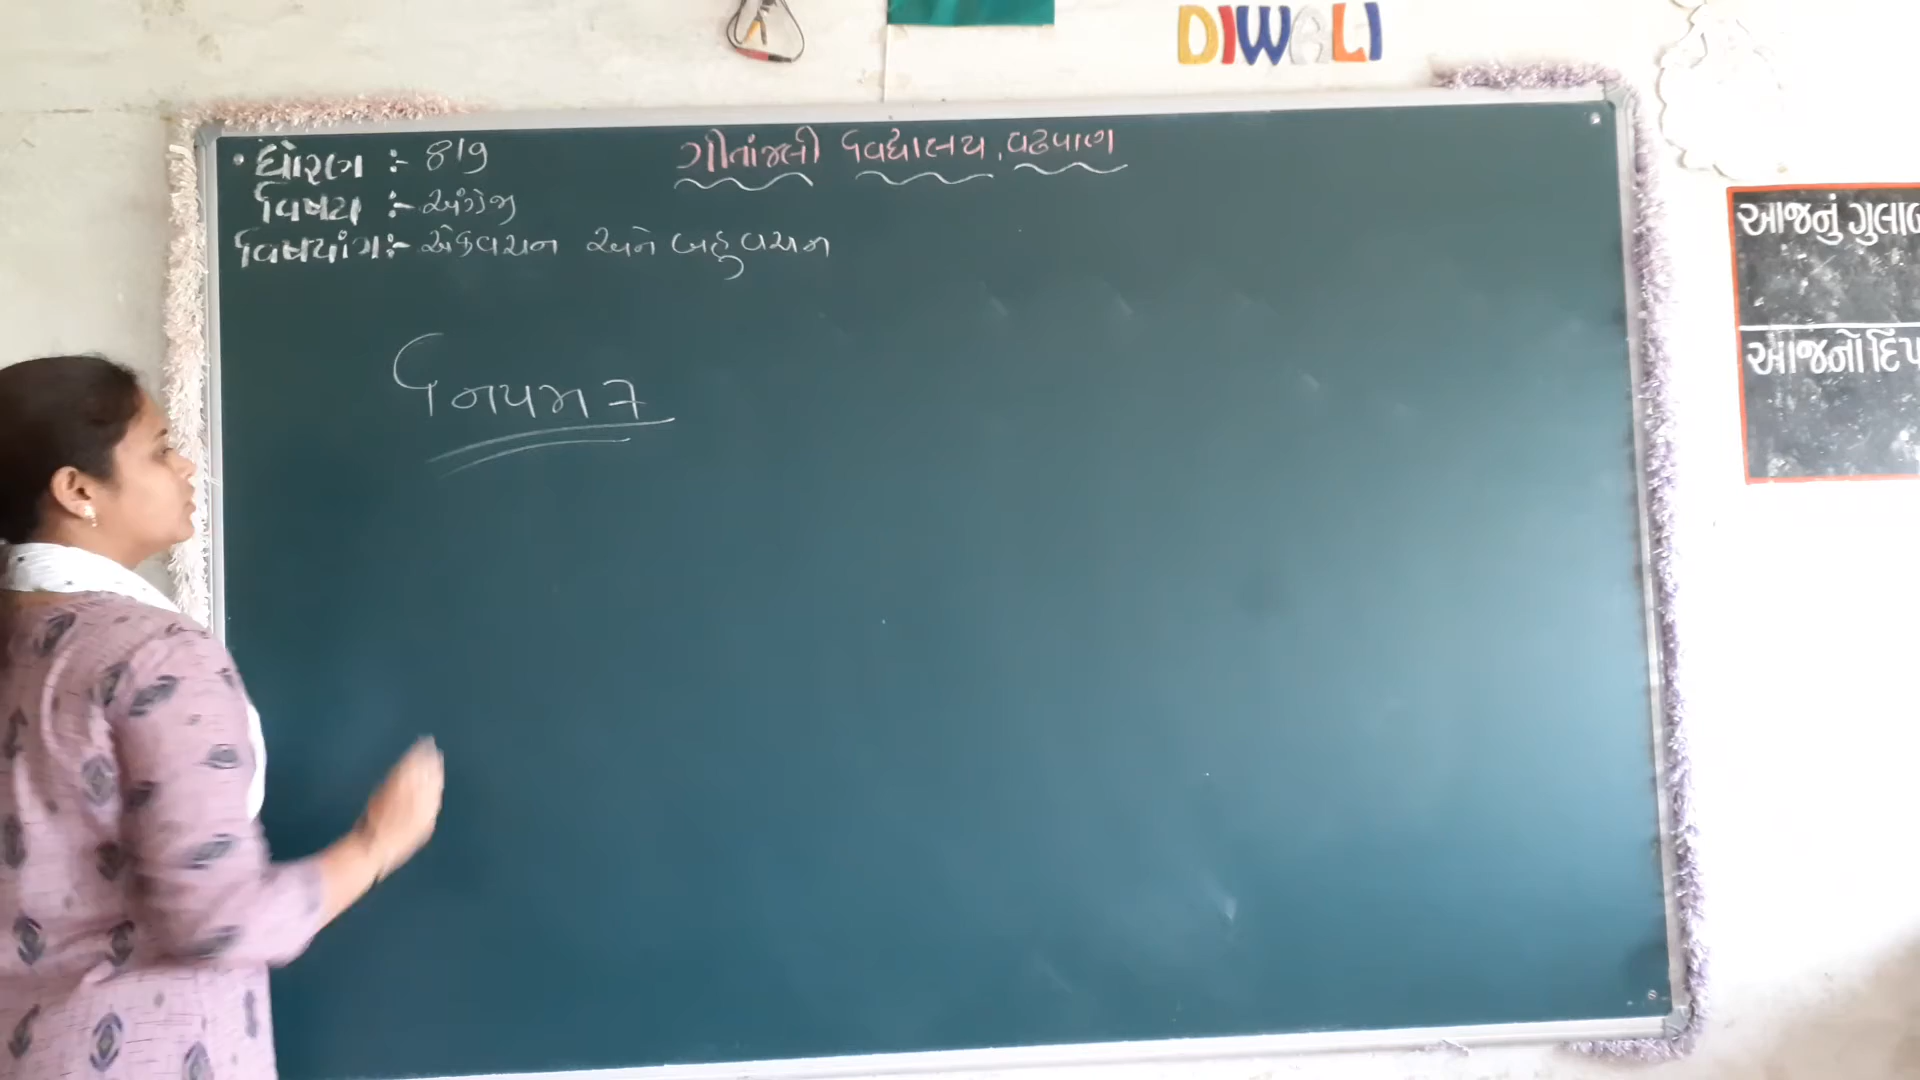 DIWALI
ગીતાંજલી વિદ્યાલય, વઢવાણ
ધોરણ :- 8/9
વિષય :- અંગ્રેજી
વિષયાંગ :- એકવચન અને બહુવચન
નિયમ 7
આજનું ગુલાબ
આજનો દિપ